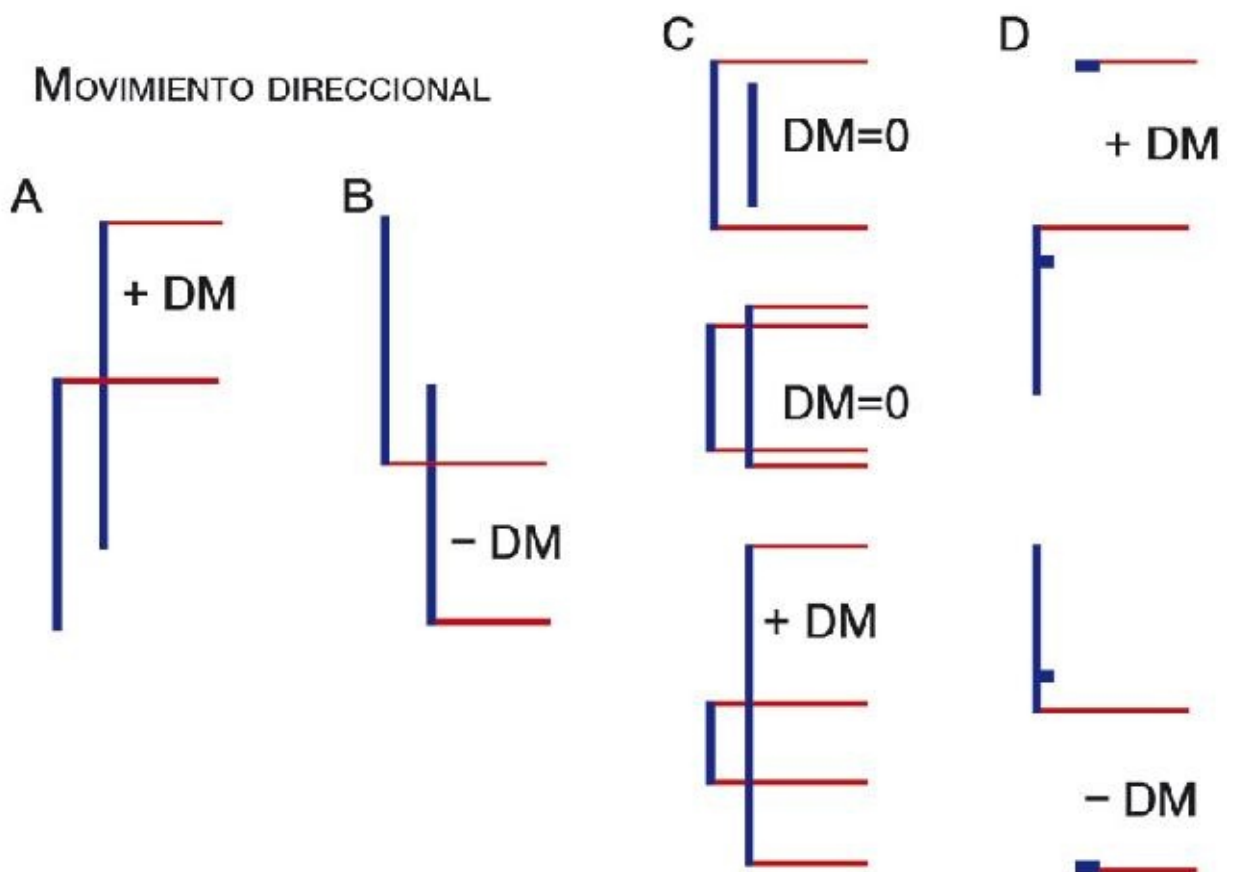 MOVIMIENTO DIRECCIONAL
A
+ DM
B
− DM
C
DM=0
DM=0
+ DM
D
+ DM
− DM